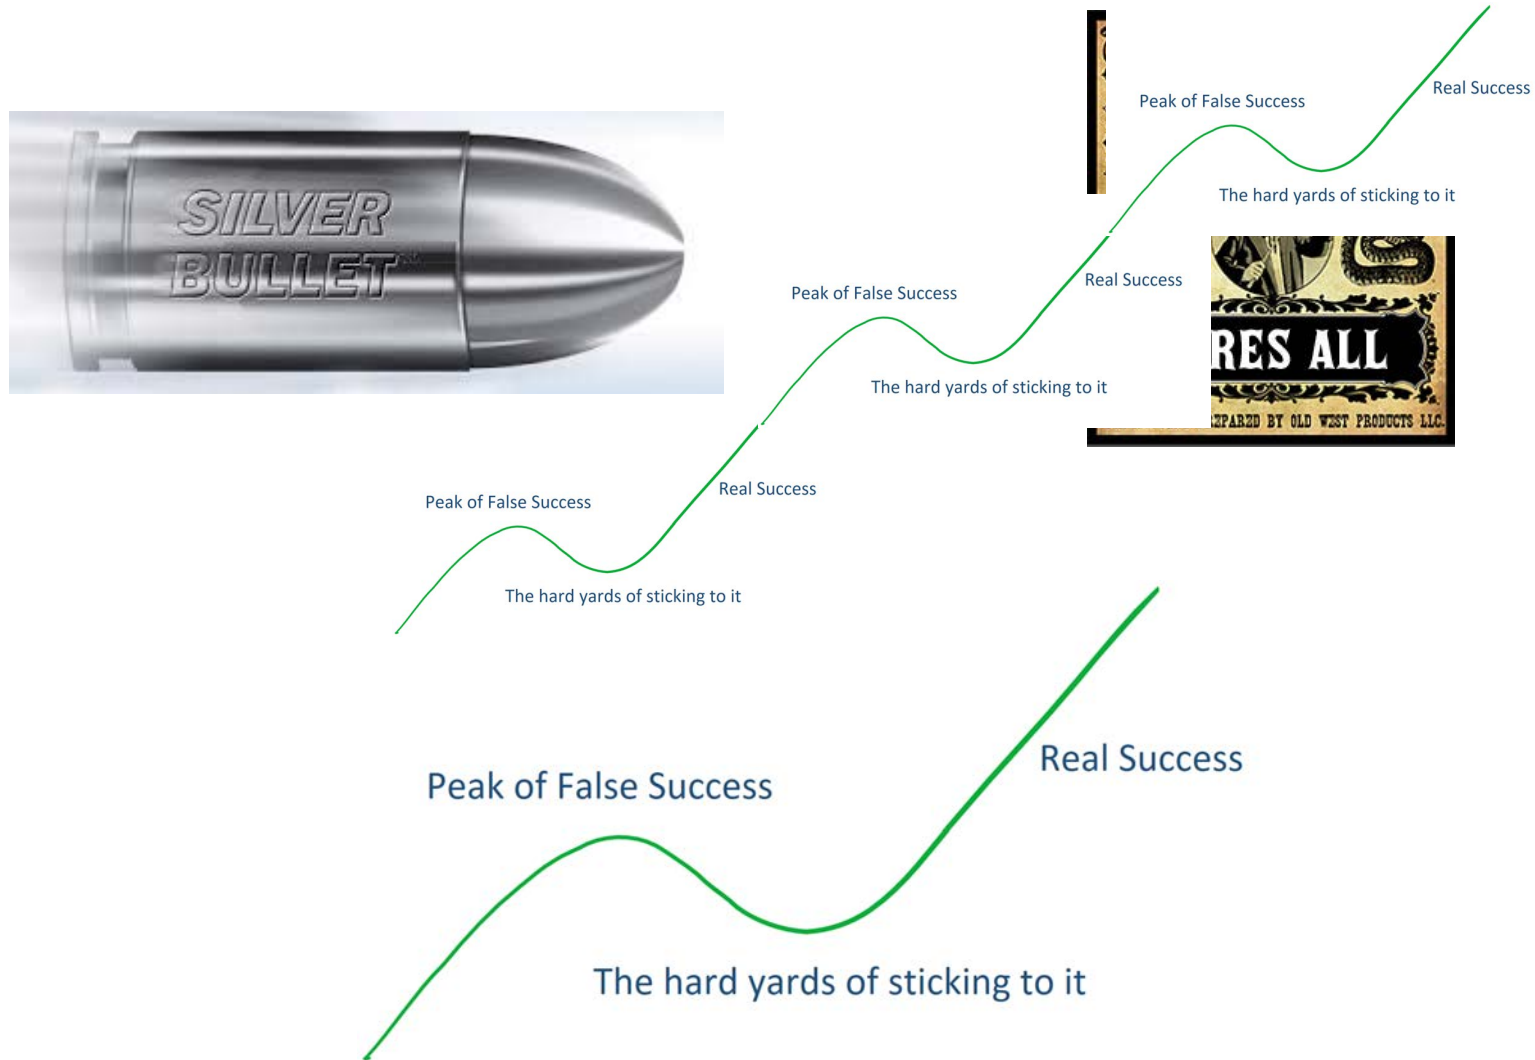 SILVER
BULLET
Peak of False Success
Real Success
The hard yards of sticking to it
Peak of False Success
Real Success
The hard yards of sticking to it
RES ALL
EPARED BY OLD WEST PRODUCTS LLC.
Peak of False Success
Real Success
The hard yards of sticking to it
Peak of False Success
Real Success
The hard yards of sticking to it